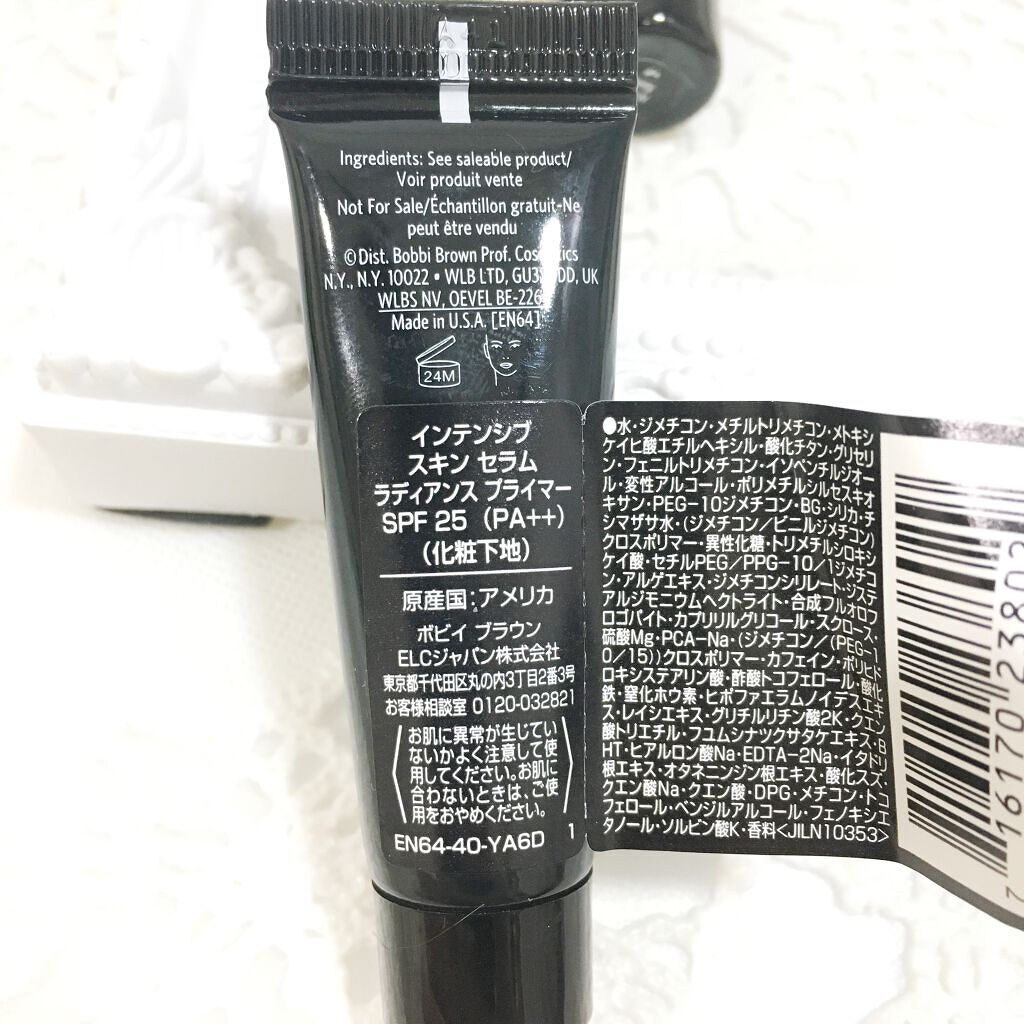 Ingredients: See saleable product/
Voir produit vente
Not For Sale/Échantillon gratuit-Ne
peut être vendu
©Dist. Bobbi Brown Prof. Cosmetics
N.Y., N.Y. 10022 • WLB LTD, DD, UK
WLBS NV, OEVEL BE-226
Made in U.S.A. [EN64]
24M
インテンシブ
スキン セラム
ラディアンス プライマー
SPF 25 (PA++)
(化粧下地)
原産国:アメリカ
ボビイ ブラウン
ELCジャパン株式会社
東京都千代田区丸の内3丁目2番3号
お客様相談室 0120-032821
お肌に異常が生じてい
ないかよく注意して使
用してください。お肌に
合わないときは、ご使
用をおやめください。
EN64-40-YA6D 1
●水・ジメチコン・メチルトリメチコン・メトキシ
ケイヒ酸エチルヘキシル・酸化チタン・グリセリ
ン・フェニルトリメチコン・イソペンチルジオー
ル・変性アルコール・ポリメチルシルセスキオ
キサン・PEG-10ジメチコン・BG・シリカ・チ
シマザサ水・(ジメチコン/ビニルジメチコン)
クロスポリマー・異性化糖・トリメチルシロキシ
ケイ酸・セチルPEG/PPG-10/1ジメチコ
ン・アルゲエキス・ジメチコンシリレート・ジステ
アルジモニウムヘクトライト・合成フルオロフ
ロゴパイト・カプリリルグリコール・スクロース・
硫酸Mg・PCA-Na・(ジメチコン/(PEG-1
0/15))クロスポリマー・カフェイン・ポリヒド
ロキシステアリン酸・酢酸トコフェロール・酸化
鉄・窒化ホウ素・ヒポファエラムノイデスエキ
ス・レイシエキス・グリチルリチン酸2K・クエン
酸トリエチル・フユムシナツクサタケエキス・B
HT・ヒアルロン酸Na・EDTA-2Na・イタドリ
根エキス・オタネニンジン根エキス・酸化スズ・
クエン酸Na・クエン酸・DPG・メチコン・トコ
フェロール・ベンジルアルコール・フェノキシエ
タノール・ソルビン酸K・香料<JILN10353>
7 16170 23802